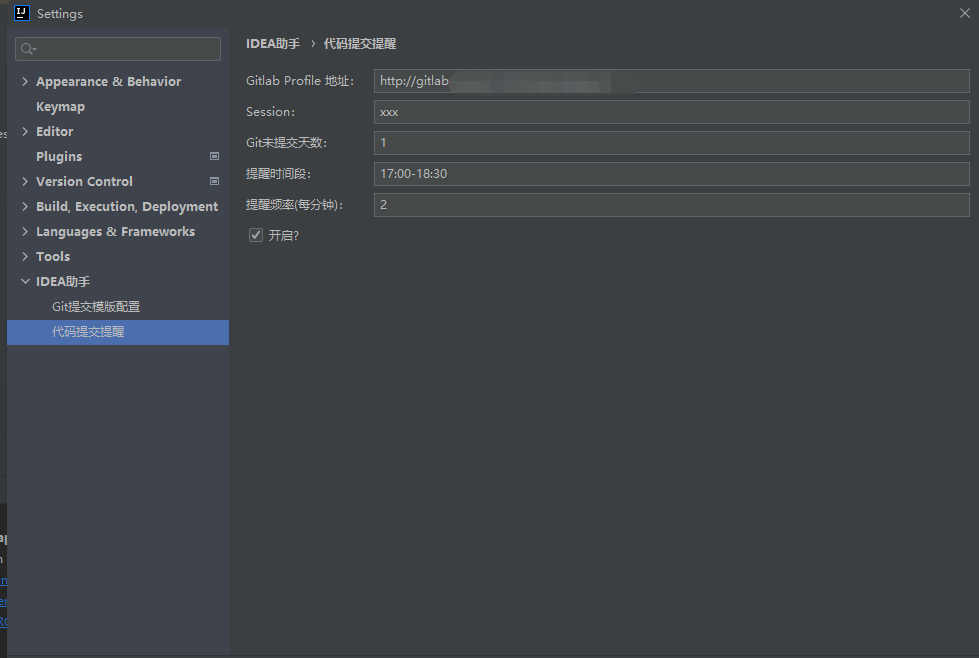 Settings
IDEA助手 › 代码提交提醒
Appearance & Behavior
Keymap
Editor
Plugins
Version Control
Build, Execution, Deployment
Languages & Frameworks
Tools
IDEA助手
Git提交模版配置
代码提交提醒
Gitlab Profile 地址: http://gitlab
Session: xxx
Git未提交天数: 1
提醒时间段: 17:00-18:30
提醒频率(每分钟): 2
开启?